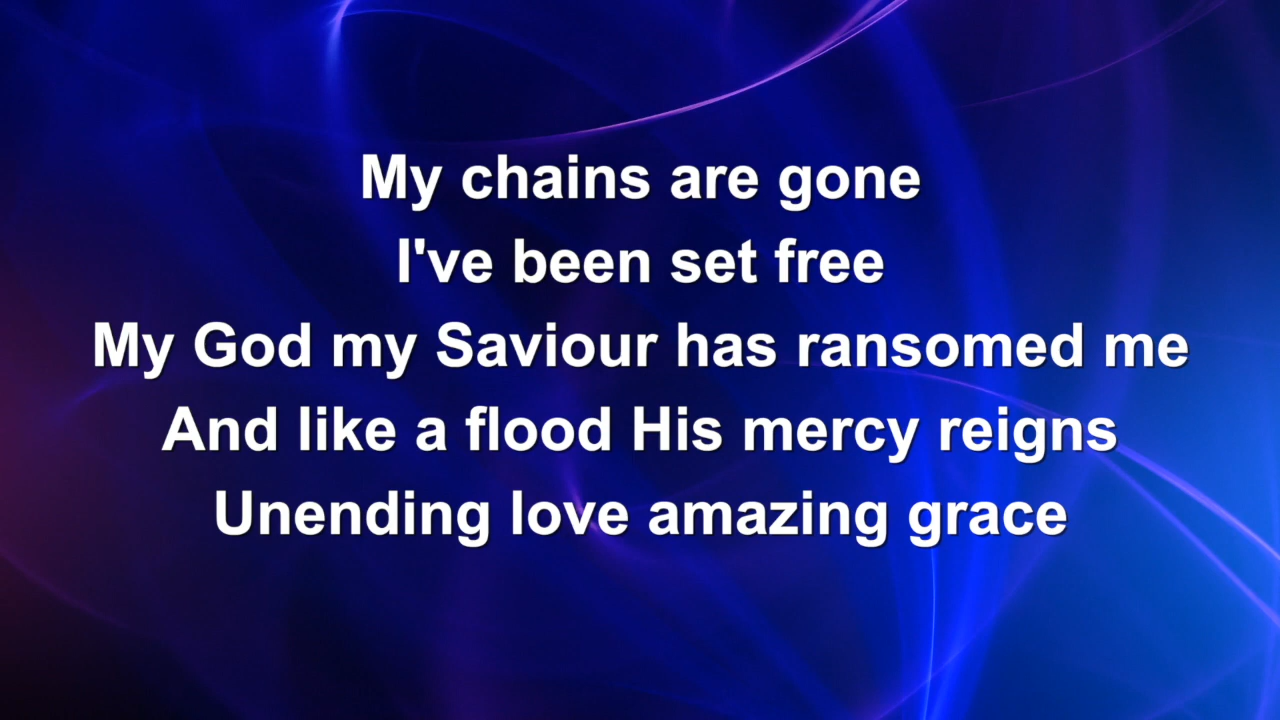 My chains are gone
I've been set free
My God my Saviour has ransomed me
And like a flood His mercy reigns
Unending love amazing grace